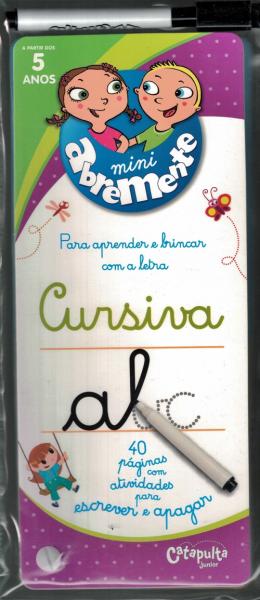 A PARTIR DOS
5
ANOS
mini
abremente
Para aprender e brincar
com a letra
Cursiva
abc
40
páginas
com
atividades
para
escrever e apagar
Catapulta
Junior